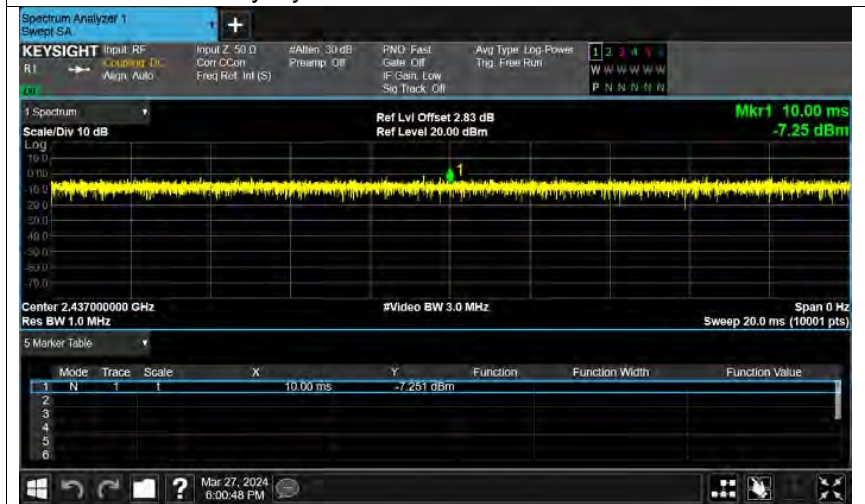 Spectrum Analyzer 1
Swept SA
+
KEYSIGHT Input: RF Input Z: 50 Ω #Atten: 30 dB PNO: Fast Avg Type: Log-Power 1 2 3 4 5 6
R L Coupling: DC Corr CCorr Preamp: Off Gate: Off Trig: Free Run W W W W W W
Align: Auto Freq Ref: Int (S) IF Gain: Low P N N N N N
Sig Track: Off
1 Spectrum Ref Lvl Offset 2.83 dB Mkr1 10.00 ms
Scale/Div 10 dB Ref Level 20.00 dBm -7.25 dBm
Log
10.0
0.00
1
-10.0
-20.0
-30.0
-40.0
-50.0
-60.0
-70.0
Center 2.437000000 GHz #Video BW 3.0 MHz Span 0 Hz
Res BW 1.0 MHz Sweep 20.0 ms (10001 pts)
5 Marker Table
Mode Trace Scale X Y Function Function Width Function Value
1 N 1 t 10.00 ms -7.251 dBm
2
3
4
5
6
? Mar 27, 2024
6:00:48 PM